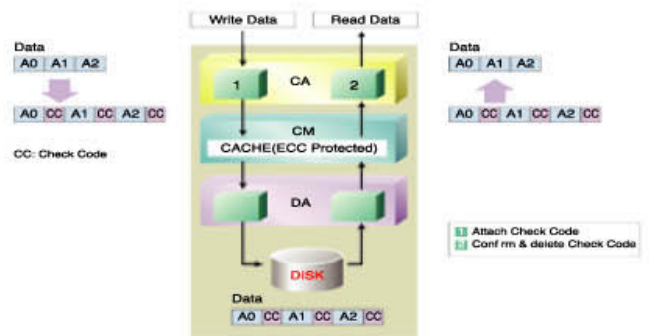 Write Data
Read Data
Data
A0 A1 A2
A0 CC A1 CC A2 CC
CC: Check Code
1 CA 2
CM
CACHE(ECC Protected)
DA
DISK
Data
A0 CC A1 CC A2 CC
Data
A0 A1 A2
A0 CC A1 CC A2 CC
1 Attach Check Code
2 Conf rm & delete Check Code